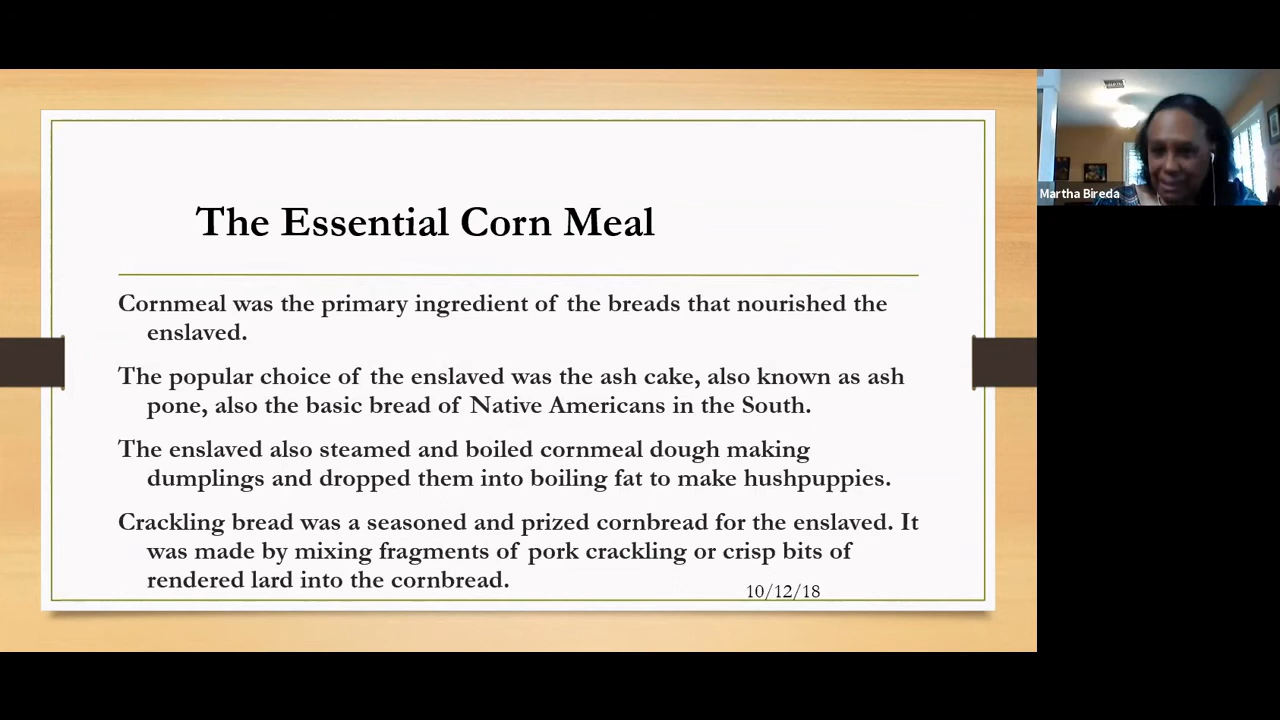 The Essential Corn Meal
Cornmeal was the primary ingredient of the breads that nourished the
enslaved.
The popular choice of the enslaved was the ash cake, also known as ash
pone, also the basic bread of Native Americans in the South.
The enslaved also steamed and boiled cornmeal dough making
dumplings and dropped them into boiling fat to make hushpuppies.
Crackling bread was a seasoned and prized cornbread for the enslaved. It
was made by mixing fragments of pork crackling or crisp bits of
rendered lard into the cornbread.
10/12/18
Martha Bireda